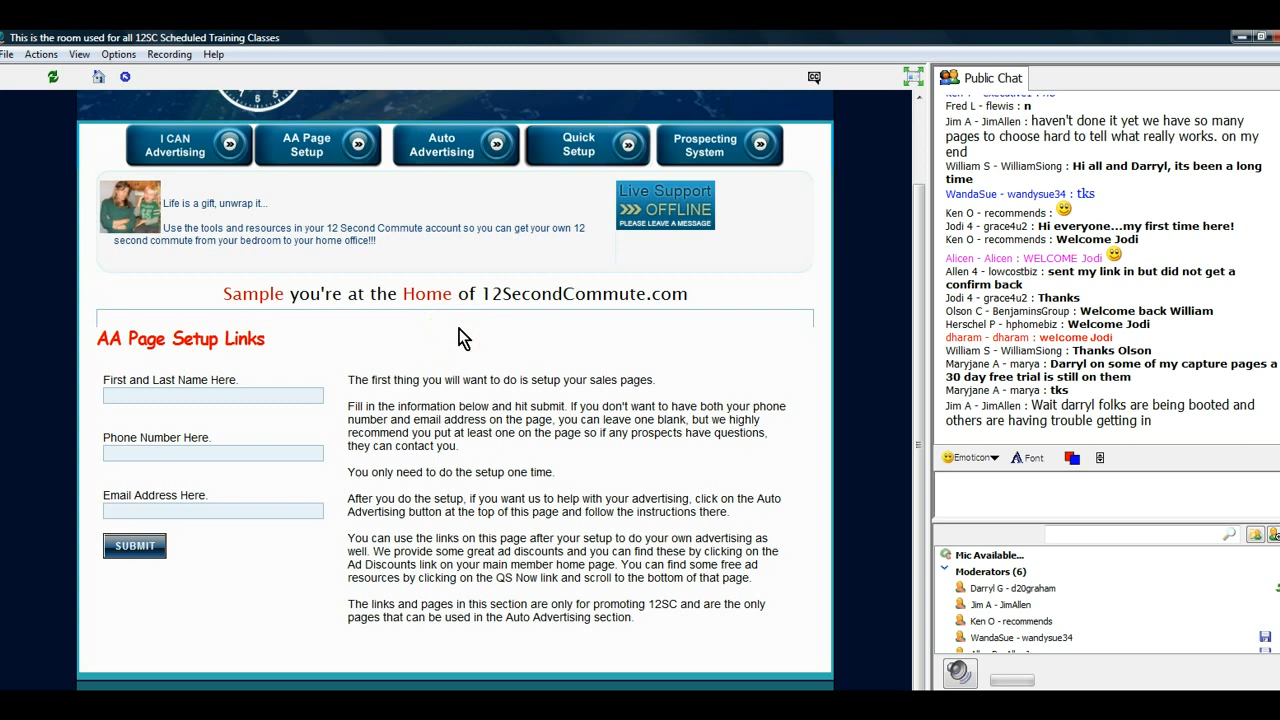 This is the room used for all 12SC Scheduled Training Classes
File Actions View Options Recording Help
CC
Public Chat
6
I CAN
Advertising
AA Page
Setup
Auto
Advertising
Quick
Setup
Prospecting
System
Life is a gift, unwrap it...
Use the tools and resources in your 12 Second Commute account so you can get your own 12
second commute from your bedroom to your home office!!!
Live Support
>>> OFFLINE
PLEASE LEAVE A MESSAGE
Sample you're at the Home of 12SecondCommute.com
AA Page Setup Links
First and Last Name Here.
Phone Number Here.
Email Address Here.
SUBMIT
The first thing you will want to do is setup your sales pages.
Fill in the information below and hit submit. If you don't want to have both your phone
number and email address on the page, you can leave one blank, but we highly
recommend you put at least one on the page so if any prospects have questions,
they can contact you.
You only need to do the setup one time.
After you do the setup, if you want us to help with your advertising, click on the Auto
Advertising button at the top of this page and follow the instructions there.
You can use the links on this page after your setup to do your own advertising as
well. We provide some great ad discounts and you can find these by clicking on the
Ad Discounts link on your main member home page. You can find some free ad
resources by clicking on the QS Now link and scroll to the bottom of that page.
The links and pages in this section are only for promoting 12SC and are the only
pages that can be used in the Auto Advertising section.
Fred L - flewis : n
Jim A - JimAllen : haven't done it yet we have so many
pages to choose hard to tell what really works. on my
end
William S - WilliamSiong : Hi all and Darryl, its been a long
time
WandaSue - wandysue34 : tks
Ken O - recommends :
Jodi 4 - grace4u2 : Hi everyone...my first time here!
Ken O - recommends : Welcome Jodi
Alicen - Alicen : WELCOME Jodi
Allen 4 - lowcostbiz : sent my link in but did not get a
confirm back
Jodi 4 - grace4u2 : Thanks
Olson C - BenjaminsGroup : Welcome back William
Herschel P - hphomebiz : Welcome Jodi
dharam - dharam : welcome Jodi
William S - WilliamSiong : Thanks Olson
Maryjane A - marya : Darryl on some of my capture pages a
30 day free trial is still on them
Maryjane A - marya : tks
Jim A - JimAllen : Wait darryl folks are being booted and
others are having trouble getting in
Emoticon Font
Mic Available...
Moderators (6)
Darryl G - d20graham
Jim A - JimAllen
Ken O - recommends
WandaSue - wandysue34